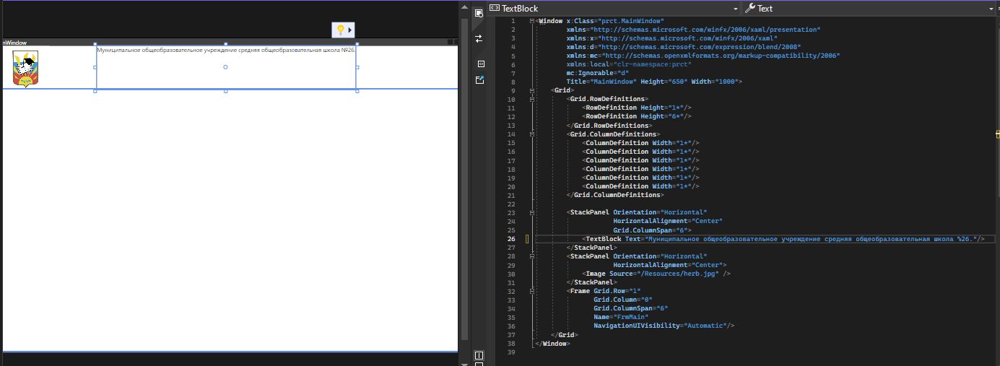 TextBlock
Text
inWindow
Муниципальное общеобразовательное учреждение средняя общеобразовательная школа №26.
1 <Window x:Class="prct.MainWindow"
2 xmlns="http://schemas.microsoft.com/winfx/2006/xaml/presentation"
3 xmlns:x="http://schemas.microsoft.com/winfx/2006/xaml"
4 xmlns:d="http://schemas.microsoft.com/expression/blend/2008"
5 xmlns:mc="http://schemas.openxmlformats.org/markup-compatibility/2006"
6 xmlns:local="clr-namespace:prct"
7 mc:Ignorable="d"
8 Title="MainWindow" Height="650" Width="1000">
9 <Grid>
10 <Grid.RowDefinitions>
11 <RowDefinition Height="1*"/>
12 <RowDefinition Height="6*"/>
13 </Grid.RowDefinitions>
14 <Grid.ColumnDefinitions>
15 <ColumnDefinition Width="1*"/>
16 <ColumnDefinition Width="1*"/>
17 <ColumnDefinition Width="1*"/>
18 <ColumnDefinition Width="1*"/>
19 <ColumnDefinition Width="1*"/>
20 <ColumnDefinition Width="1*"/>
21 </Grid.ColumnDefinitions>
22
23 <StackPanel Orientation="Horizontal"
24 HorizontalAlignment="Center"
25 Grid.ColumnSpan="6">
26 <TextBlock Text="Муниципальное общеобразовательное учреждение средняя общеобразовательная школа №26."/>
27 </StackPanel>
28 <StackPanel Orientation="Horizontal"
29 HorizontalAlignment="Center">
30 <Image Source="/Resources/herb.jpg" />
31 </StackPanel>
32 <Frame Grid.Row="1"
33 Grid.Column="0"
34 Grid.ColumnSpan="6"
35 Name="FrmMain"
36 NavigationUIVisibility="Automatic"/>
37 </Grid>
38 </Window>
39